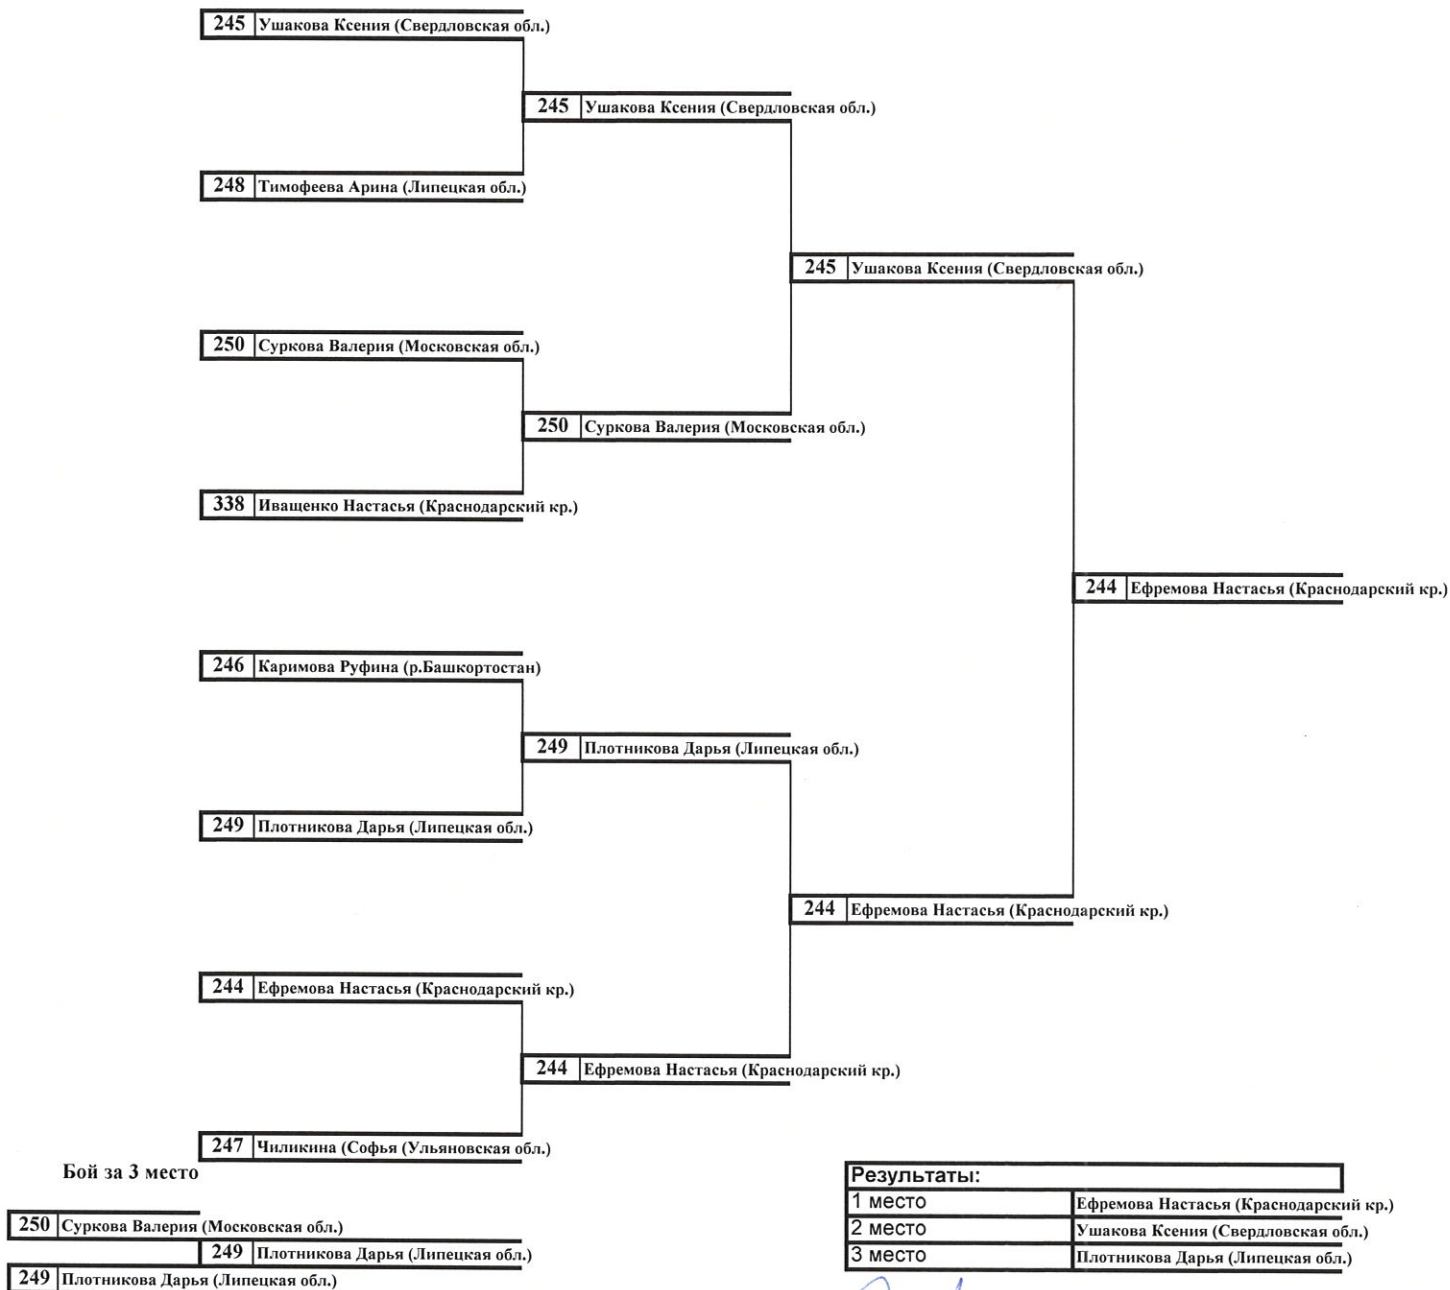 245 Ушакова Ксения (Свердловская обл.)
245 Ушакова Ксения (Свердловская обл.)
248 Тимофеева Арина (Липецкая обл.)
245 Ушакова Ксения (Свердловская обл.)
250 Суркова Валерия (Московская обл.)
250 Суркова Валерия (Московская обл.)
338 Иващенко Настасья (Краснодарский кр.)
244 Ефремова Настасья (Краснодарский кр.)
246 Каримова Руфина (р.Башкортостан)
249 Плотникова Дарья (Липецкая обл.)
249 Плотникова Дарья (Липецкая обл.)
244 Ефремова Настасья (Краснодарский кр.)
244 Ефремова Настасья (Краснодарский кр.)
244 Ефремова Настасья (Краснодарский кр.)
247 Чиликина (Софья (Ульяновская обл.)
Бой за 3 место
250 Суркова Валерия (Московская обл.)
249 Плотникова Дарья (Липецкая обл.)
249 Плотникова Дарья (Липецкая обл.)
Результаты:
1 место Ефремова Настасья (Краснодарский кр.)
2 место Ушакова Ксения (Свердловская обл.)
3 место Плотникова Дарья (Липецкая обл.)